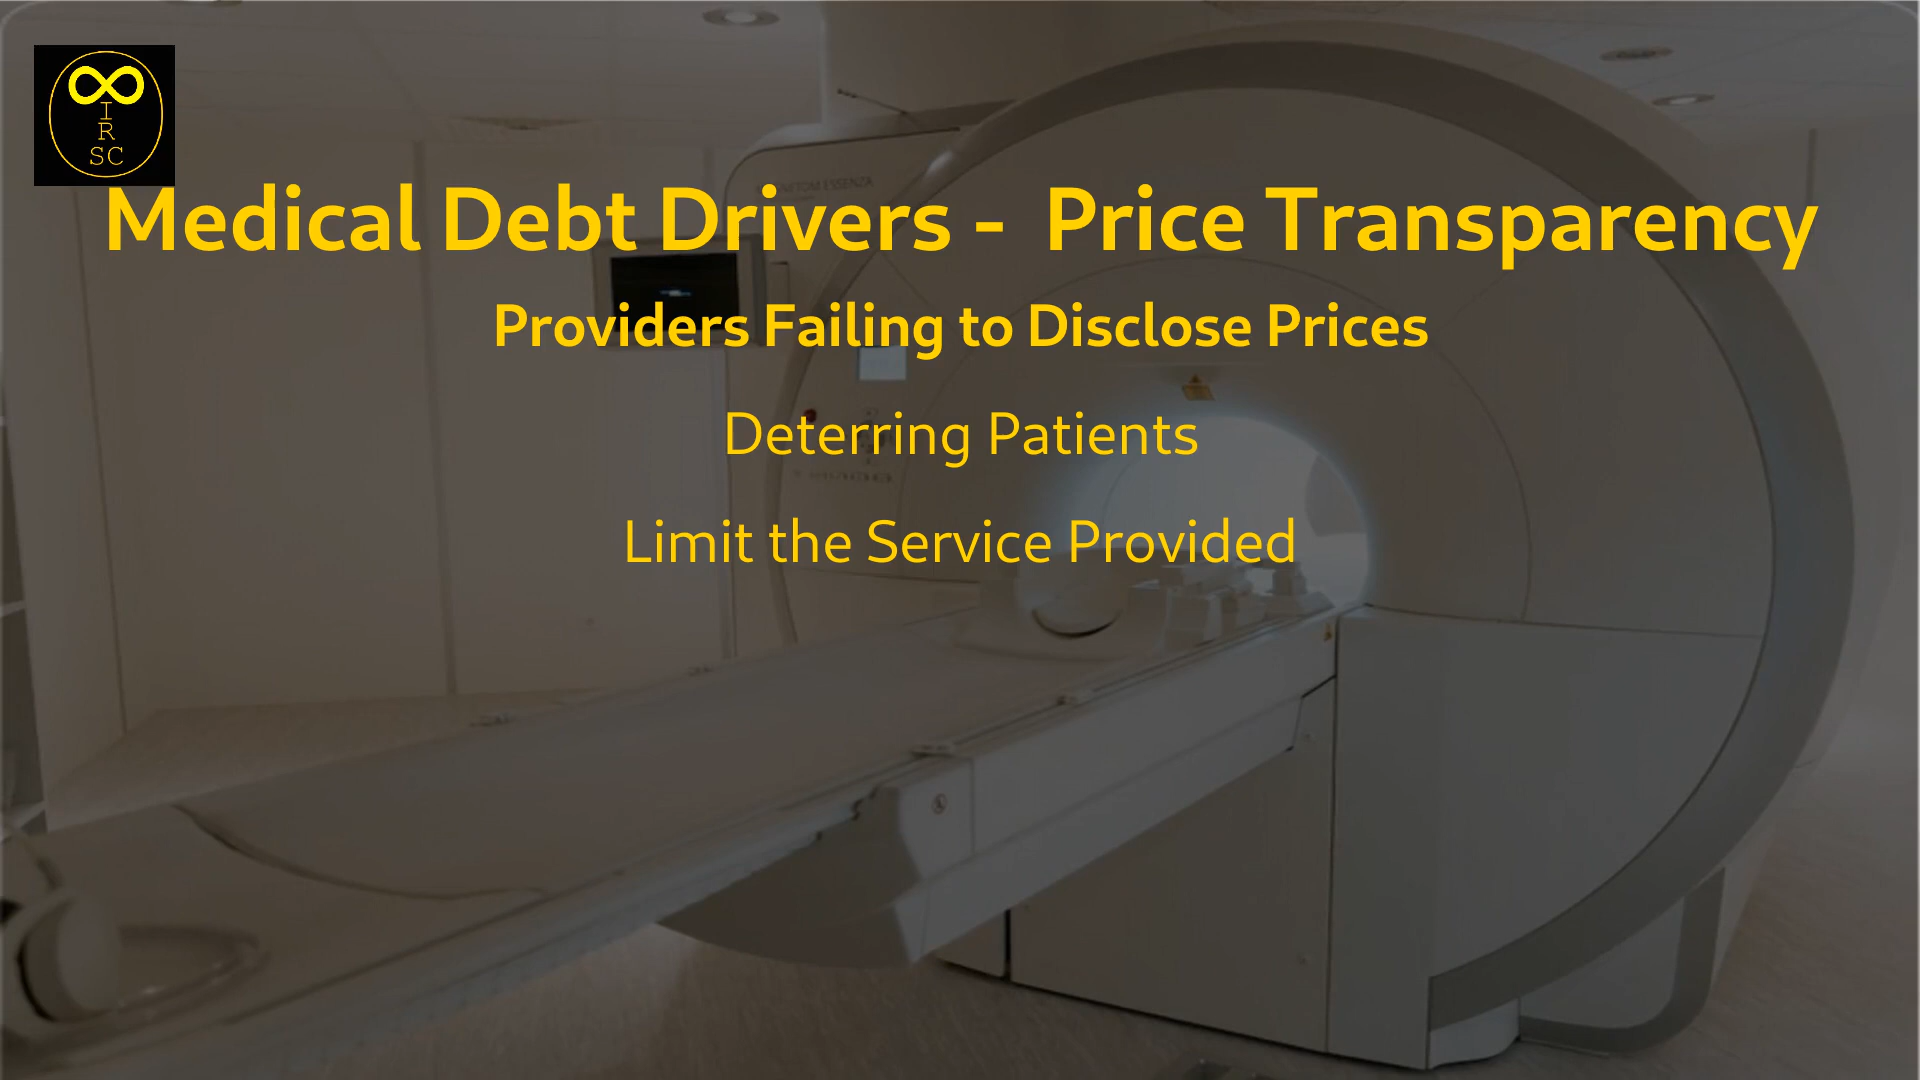 I
R
SC
Medical Debt Drivers - Price Transparency
Providers Failing to Disclose Prices
Deterring Patients
Limit the Service Provided